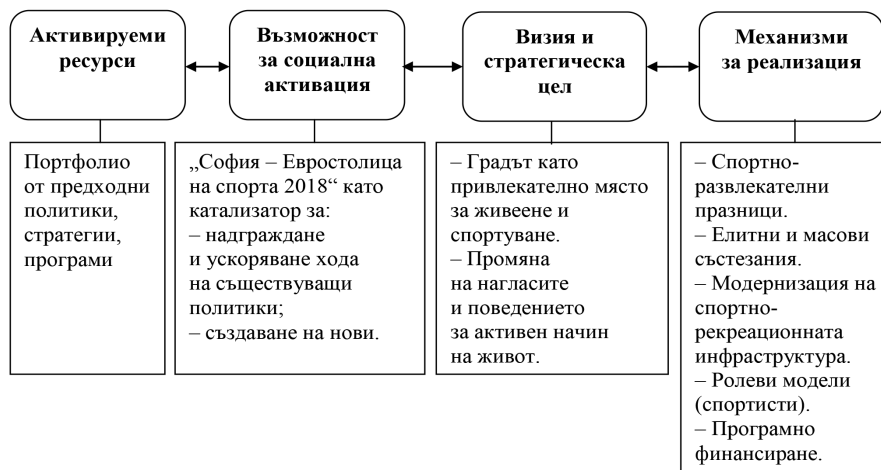 Активируеми
ресурси
Възможност
за социална
активация
Визия и
стратегическа
цел
Механизми
за реализация
Портфолио
от предходни
политики,
стратегии,
програми
„София – Евростолица
на спорта 2018“ като
катализатор за:
– надграждане
и ускоряване хода
на съществуващи
политики;
– създаване на нови.
– Градът като
привлекателно място
за живеене и
спортуване.
– Промяна
на нагласите
и поведението
за активен начин
на живот.
– Спортно-
развлекателни
празници.
– Елитни и масови
състезания.
– Модернизация на
спортно-
рекреационната
инфраструктура.
– Ролеви модели
(спортисти).
– Програмно
финансиране.